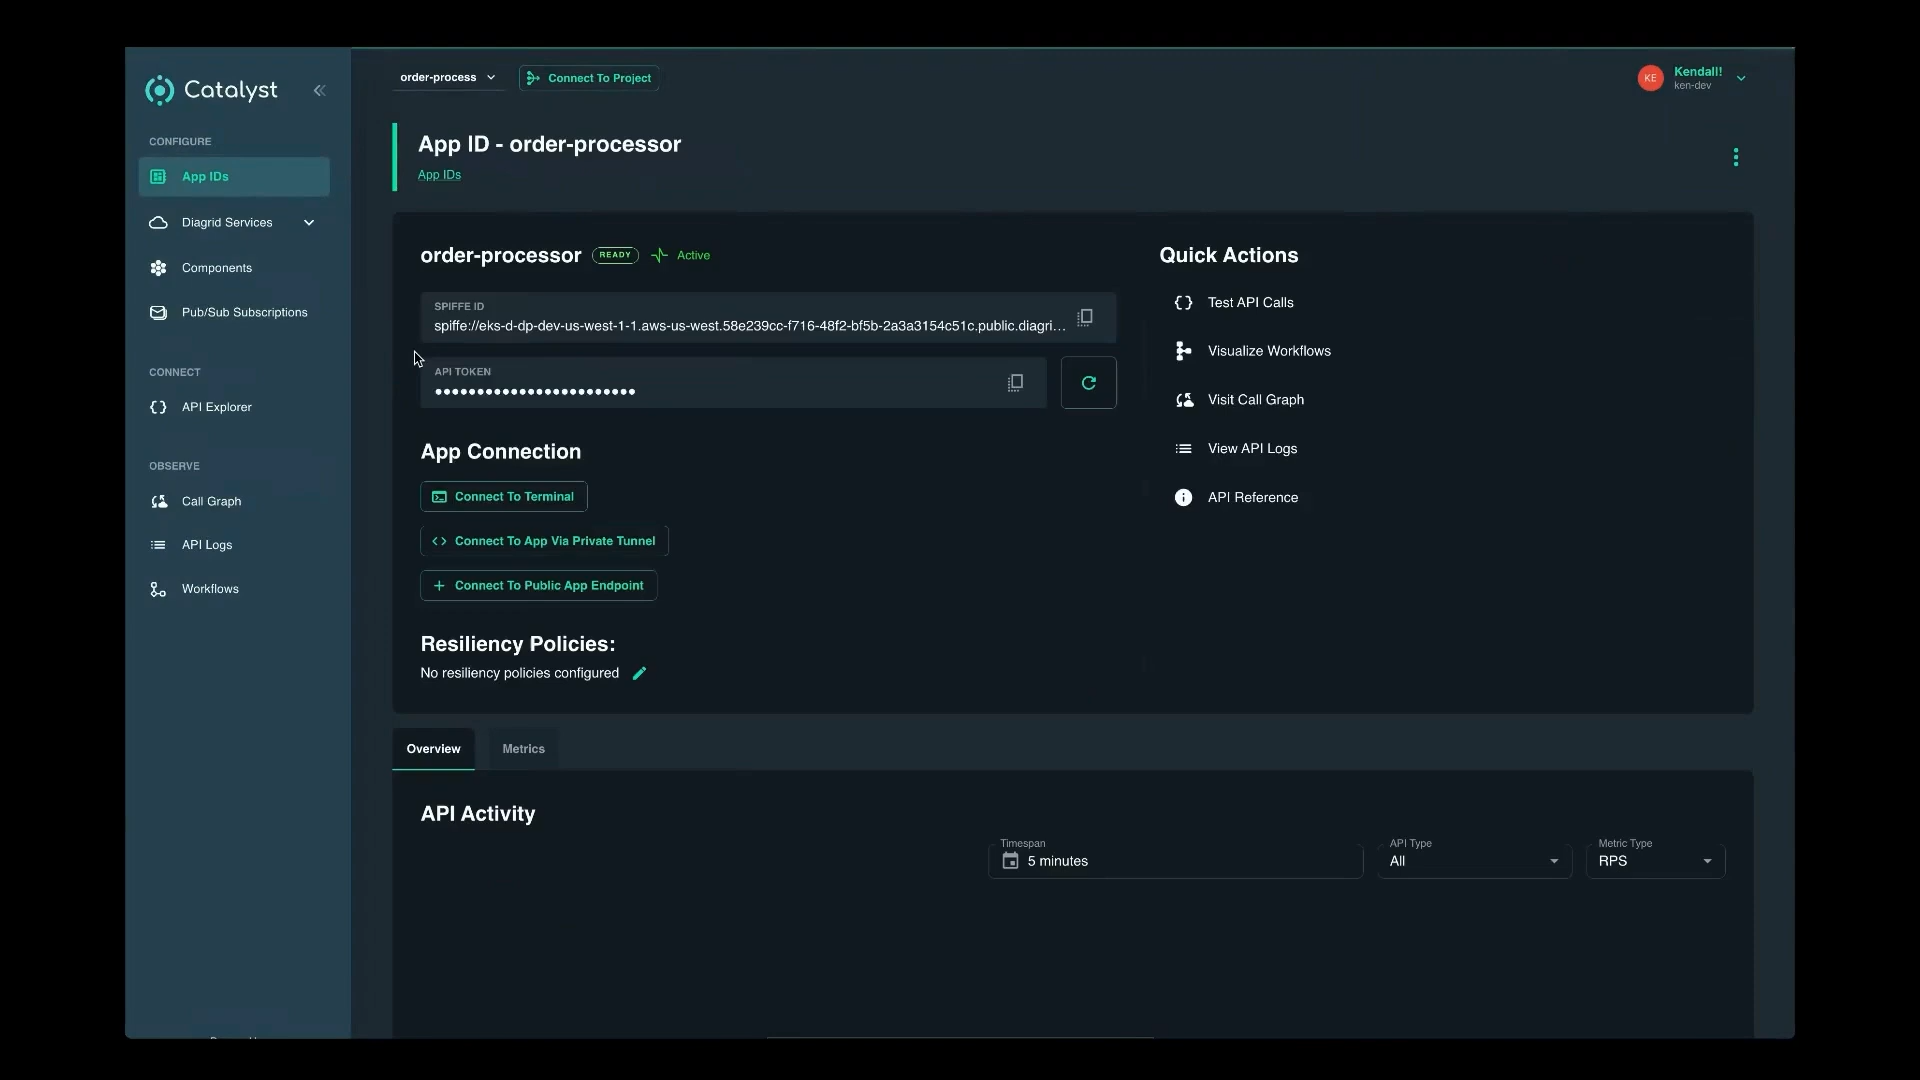 Catalyst
order-process
Connect To Project
KE
Kendall!
ken-dev
CONFIGURE
App IDs
Diagrid Services
Components
Pub/Sub Subscriptions
CONNECT
API Explorer
OBSERVE
Call Graph
API Logs
Workflows
App ID - order-processor
App IDs
order-processor
READY
Active
SPIFFE ID
spiffe://eks-d-dp-dev-us-west-1-1.aws-us-west.58e239cc-f716-48f2-bf5b-2a3a3154c51c.public.diagri...
API TOKEN
••••••••••••••••••••••••
App Connection
Connect To Terminal
Connect To App Via Private Tunnel
Connect To Public App Endpoint
Resiliency Policies:
No resiliency policies configured
Quick Actions
Test API Calls
Visualize Workflows
Visit Call Graph
View API Logs
API Reference
Overview
Metrics
API Activity
Timespan
5 minutes
API Type
All
Metric Type
RPS